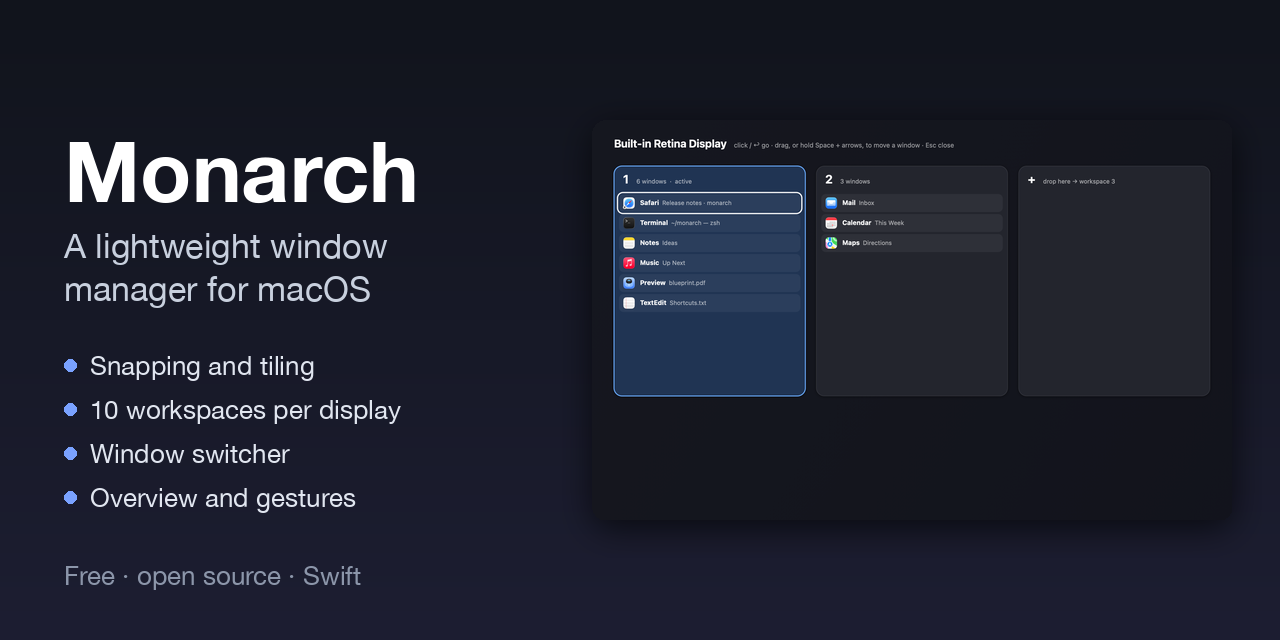 Monarch
A lightweight window
manager for macOS
Snapping and tiling
10 workspaces per display
Window switcher
Overview and gestures
Free · open source · Swift
Built-in Retina Display click / ↵ go · drag, or hold Space + arrows, to move a window · Esc close
1 6 windows · active
Safari Release notes · monarch
Terminal ~/monarch — zsh
Notes Ideas
Music Up Next
Preview blueprint.pdf
TextEdit Shortcuts.txt
2 3 windows
Mail Inbox
Calendar This Week
Maps Directions
+ drop here → workspace 3